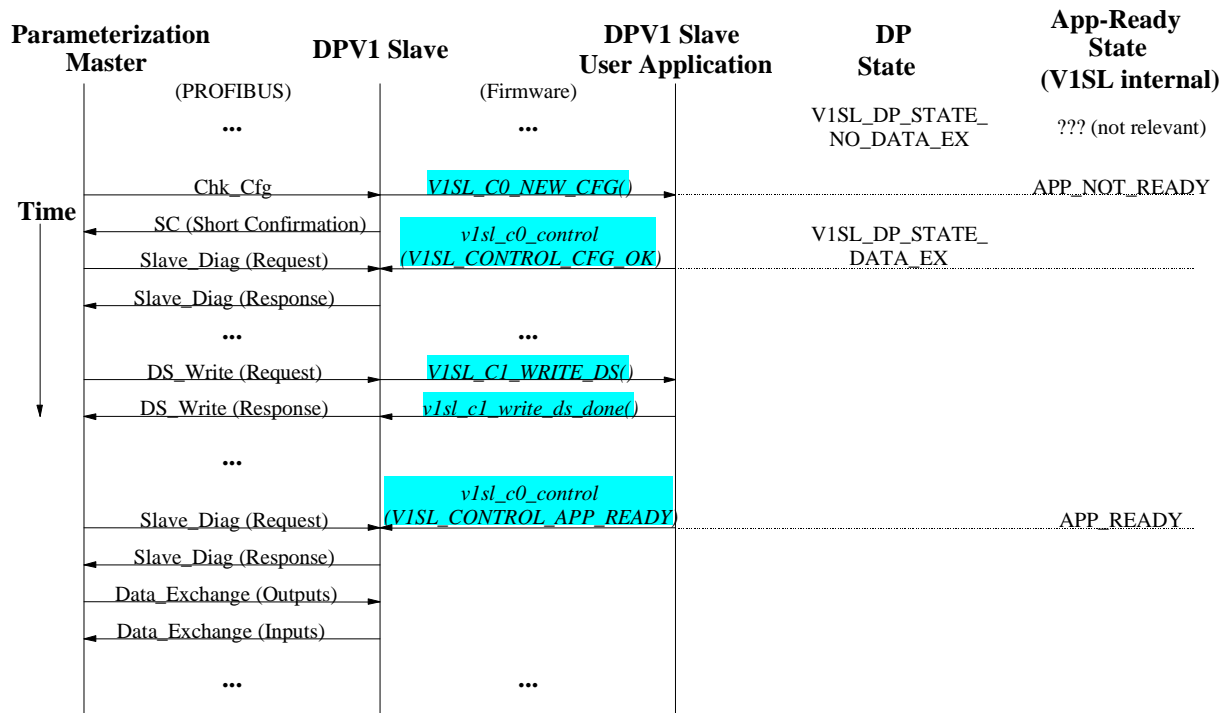 Parameterization
Master
DPV1 Slave
DPV1 Slave
User Application
DP
State
App-Ready
State
(V1SL internal)
(PROFIBUS)
(Firmware)
...
...
V1SL_DP_STATE_
NO_DATA_EX
??? (not relevant)
Chk_Cfg
V1SL_C0_NEW_CFG()
APP_NOT_READY
Time
SC (Short Confirmation)
v1sl_c0_control
(V1SL_CONTROL_CFG_OK)
V1SL_DP_STATE_
DATA_EX
Slave_Diag (Request)
Slave_Diag (Response)
...
...
DS_Write (Request)
V1SL_C1_WRITE_DS()
DS_Write (Response)
v1sl_c1_write_ds_done()
...
v1sl_c0_control
(V1SL_CONTROL_APP_READY)
Slave_Diag (Request)
APP_READY
Slave_Diag (Response)
Data_Exchange (Outputs)
Data_Exchange (Inputs)
...
...